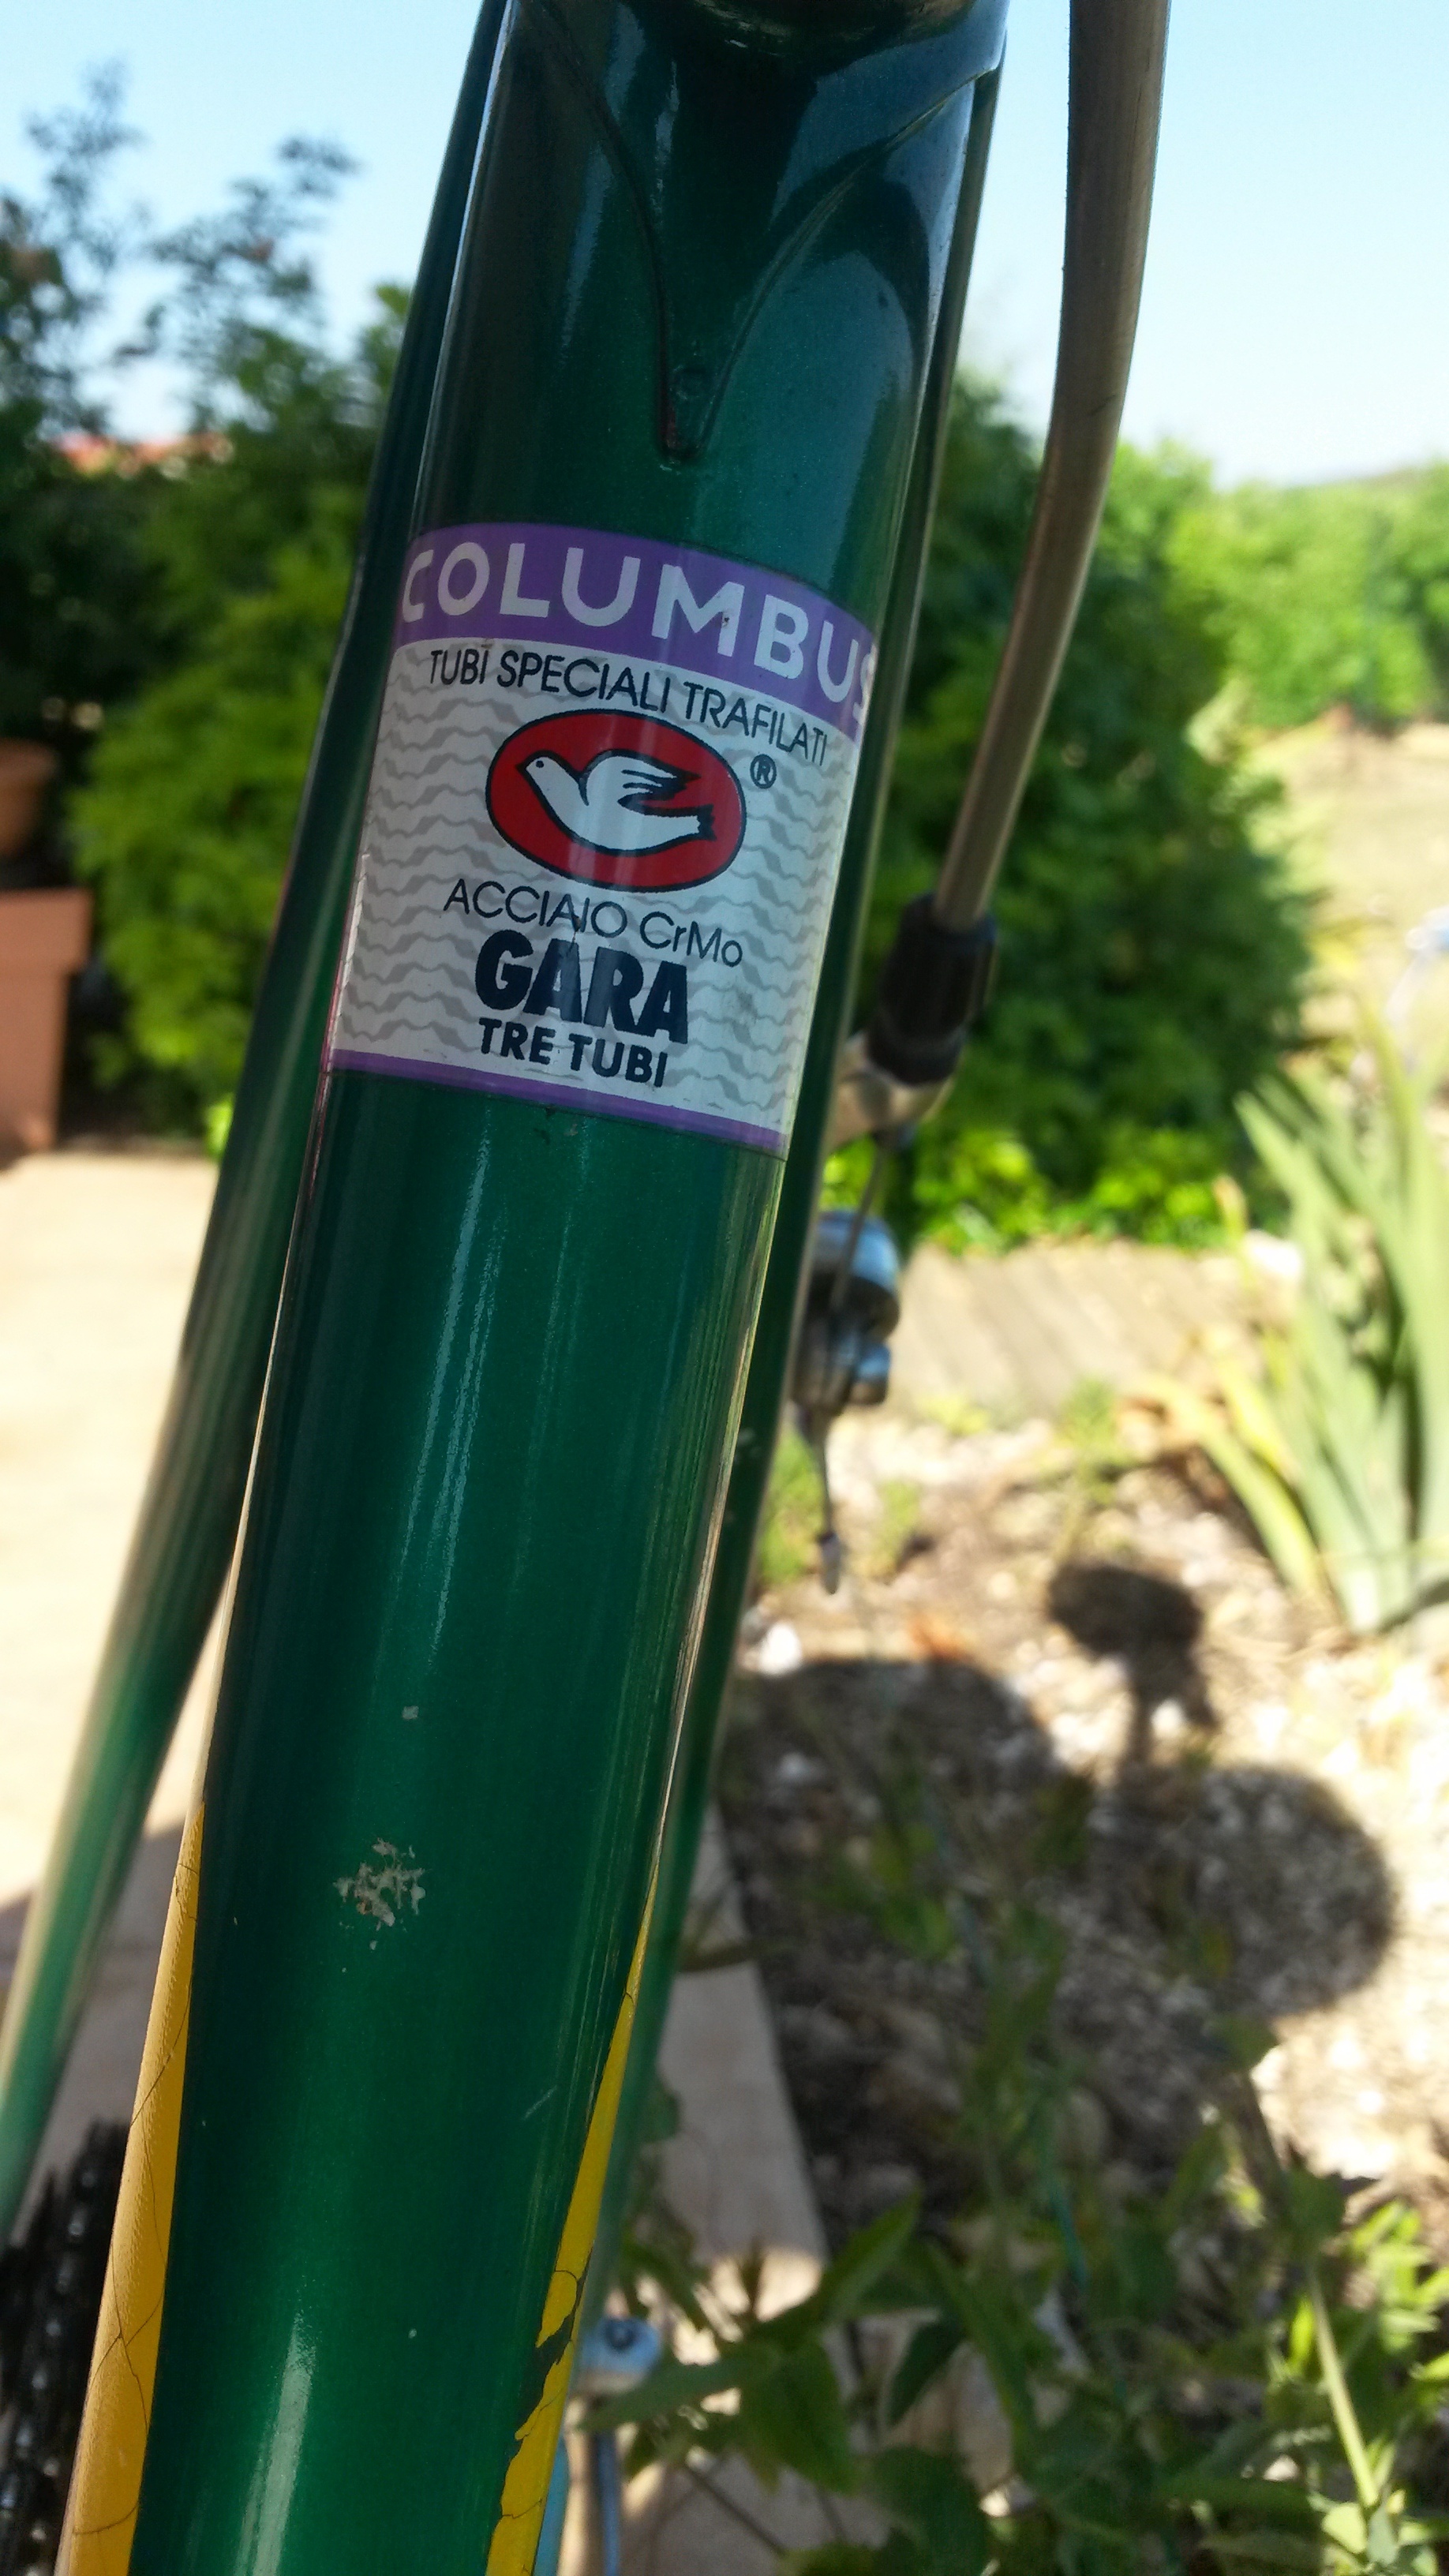 COLUMBUS
TUBI SPECIALI TRAFILATI
®
ACCIAIO CrMo
GARA
TRE TUBI